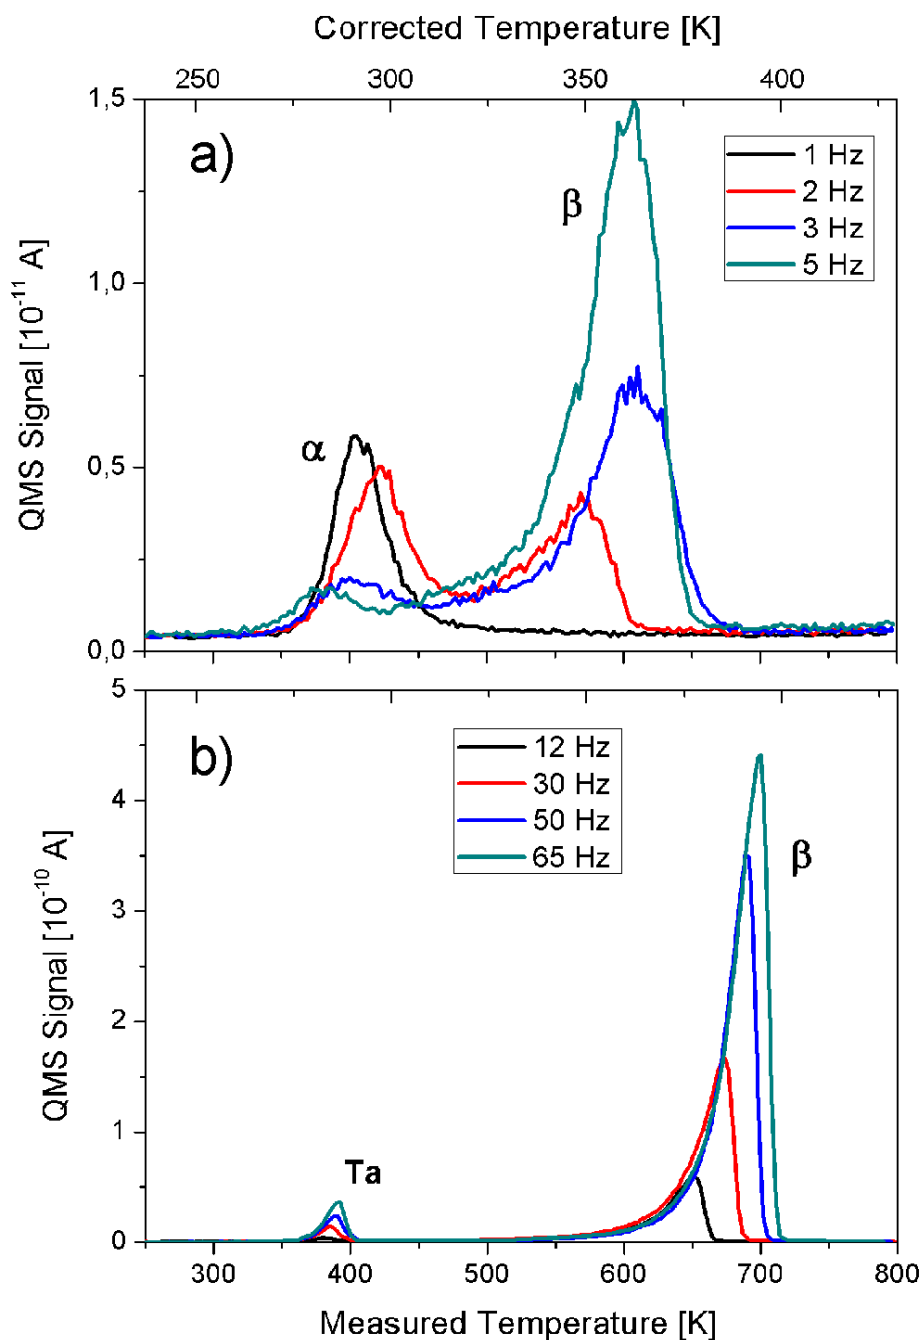 Corrected Temperature [K]
250 300 350 400
1,5
1,0
0,5
0,0
QMS Signal [10⁻¹¹ A]
a)
α
β
1 Hz
2 Hz
3 Hz
5 Hz
5
4
3
2
1
0
QMS Signal [10⁻¹⁰ A]
b)
12 Hz
30 Hz
50 Hz
65 Hz
β
Ta
300 400 500 600 700 800
Measured Temperature [K]